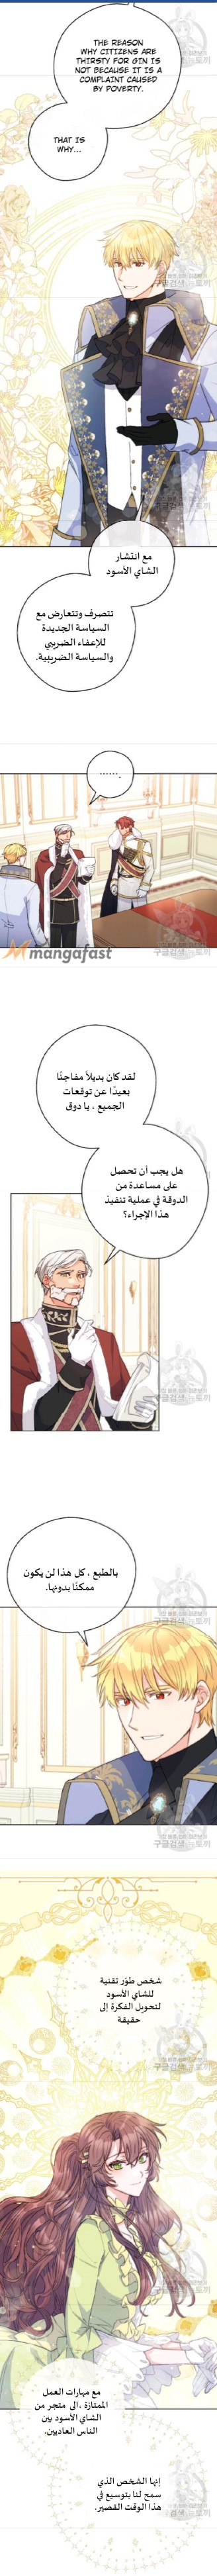 THE REASON
WHY CITIZENS ARE
THIRSTY FOR GIN IS
NOT BECAUSE IT IS A
COMPLAINT CAUSED
BY POVERTY.
THAT IS
WHY...
مع انتشار
الشاي الأسود
تتصرف وتتعارض مع
السياسة الجديدة
للإعفاء الضريبي
والسياسة الضريبية.
......
mangafast
لقد كان بديلاً مفاجئًا
بعيدًا عن توقعات
الجميع ، يا دوق
هل يجب أن تحصل
على مساعدة من
الدوقة في عملية تنفيذ
هذا الإجراء؟
بالطبع ، كل هذا لن يكون
ممكنًا بدونها.
شخص طوّر تقنية
للشاي الأسود
لتحويل الفكرة إلى
حقيقة
مع مهارات العمل
الممتازة ، الى متجر من
الشاي الأسود بين
الناس العاديين.
إنها الشخص الذي
سمح لنا بتوسيع في
هذا الوقت القصير.